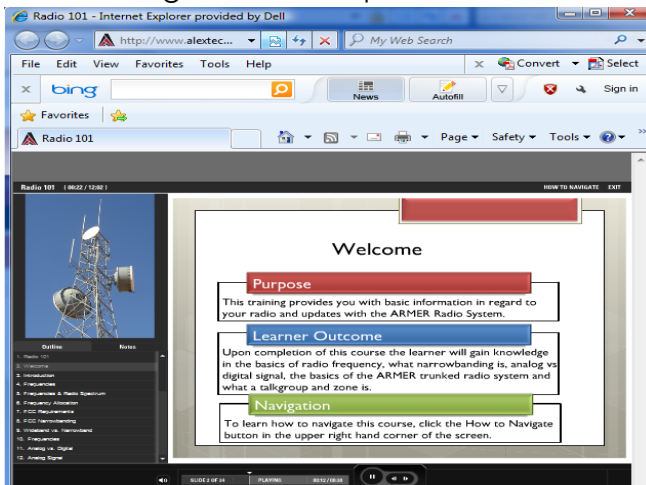 Radio 101 - Internet Explorer provided by Dell
http://www.alextec...
My Web Search
File Edit View Favorites Tools Help
Convert Select
bing News Autofill Sign in
Favorites
Radio 101 Page Safety Tools
Radio 101 HOW TO NAVIGATE EXIT
Welcome
Purpose
This training provides you with basic information in regard to
your radio and updates with the ARMER Radio System.
Learner Outcome
Upon completion of this course the learner will gain knowledge
in the basics of radio frequency, what narrowbanding is, analog vs
digital signal, the basics of the ARMER trunked radio system and
what a talkgroup and zone is.
Navigation
To learn how to navigate this course, click the How to Navigate
button in the upper right hand corner of the screen.
Outline Notes
1. Radio 101
2. Welcome
3. Introduction
4. Frequencies
5. Frequencies & Radio Spectrum
6. Frequency Allocation
7. FCC Requirements
8. FCC Narrowbanding
9. Wideband vs. Narrowband
10. Frequencies
11. Analog vs. Digital
12. Analog Signal
PLAYING